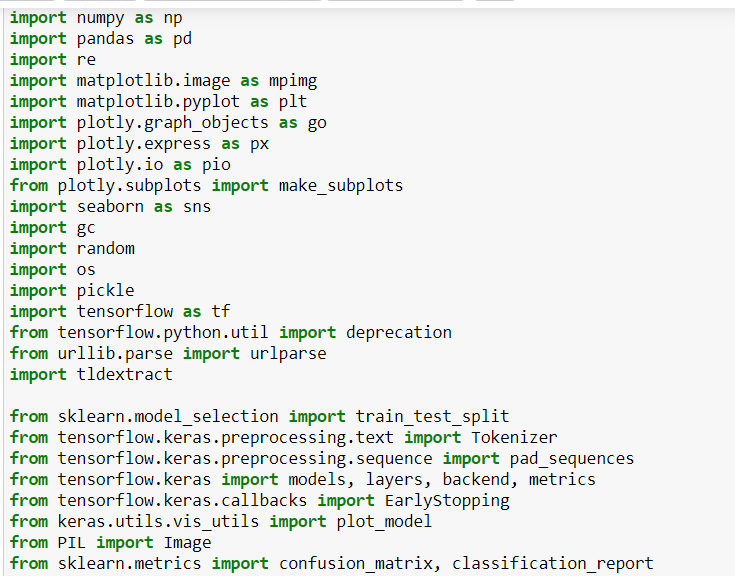 import numpy as np
import pandas as pd
import re
import matplotlib.image as mpimg
import matplotlib.pyplot as plt
import plotly.graph_objects as go
import plotly.express as px
import plotly.io as pio
from plotly.subplots import make_subplots
import seaborn as sns
import gc
import random
import os
import pickle
import tensorflow as tf
from tensorflow.python.util import deprecation
from urllib.parse import urlparse
import tldextract
from sklearn.model_selection import train_test_split
from tensorflow.keras.preprocessing.text import Tokenizer
from tensorflow.keras.preprocessing.sequence import pad_sequences
from tensorflow.keras import models, layers, backend, metrics
from tensorflow.keras.callbacks import EarlyStopping
from keras.utils.vis_utils import plot_model
from PIL import Image
from sklearn.metrics import confusion_matrix, classification_report